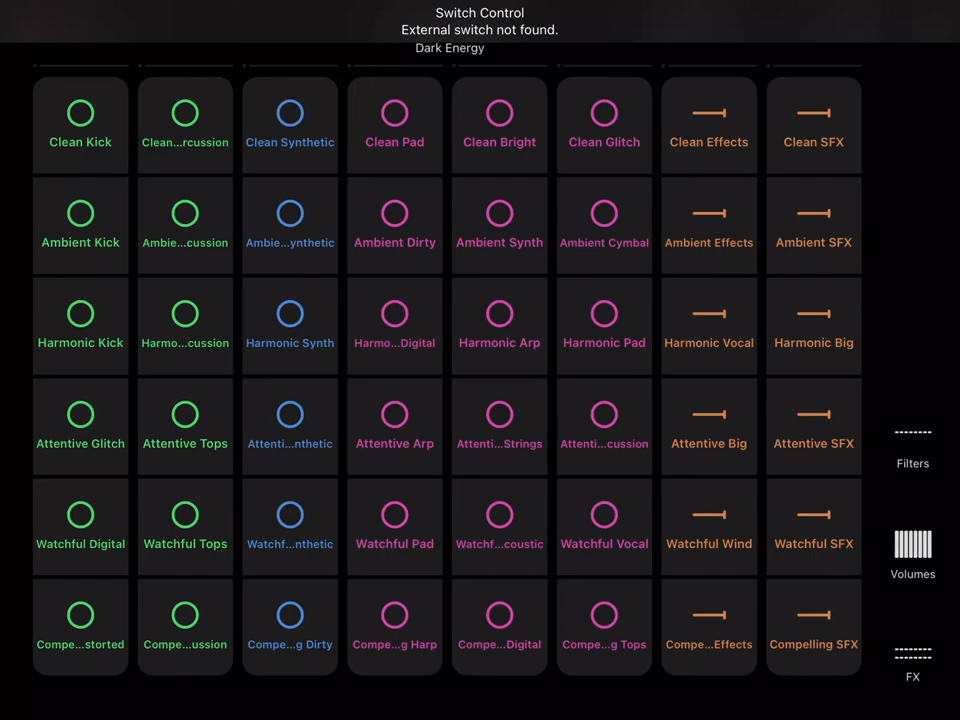 Switch Control
External switch not found.
Dark Energy
Clean Kick
Clean...rcussion
Clean Synthetic
Clean Pad
Clean Bright
Clean Glitch
Clean Effects
Clean SFX
Ambient Kick
Ambie...cussion
Ambie...ynthetic
Ambient Dirty
Ambient Synth
Ambient Cymbal
Ambient Effects
Ambient SFX
Harmonic Kick
Harmo...cussion
Harmonic Synth
Harmo...Digital
Harmonic Arp
Harmonic Pad
Harmonic Vocal
Harmonic Big
Attentive Glitch
Attentive Tops
Attenti...nthetic
Attentive Arp
Attenti...Strings
Attenti...cussion
Attentive Big
Attentive SFX
Filters
Watchful Digital
Watchful Tops
Watchf...nthetic
Watchful Pad
Watchf...coustic
Watchful Vocal
Watchful Wind
Watchful SFX
Volumes
Compe...storted
Compe...ussion
Compe...g Dirty
Compe...g Harp
Compe...Digital
Compe...g Tops
Compe...Effects
Compelling SFX
FX